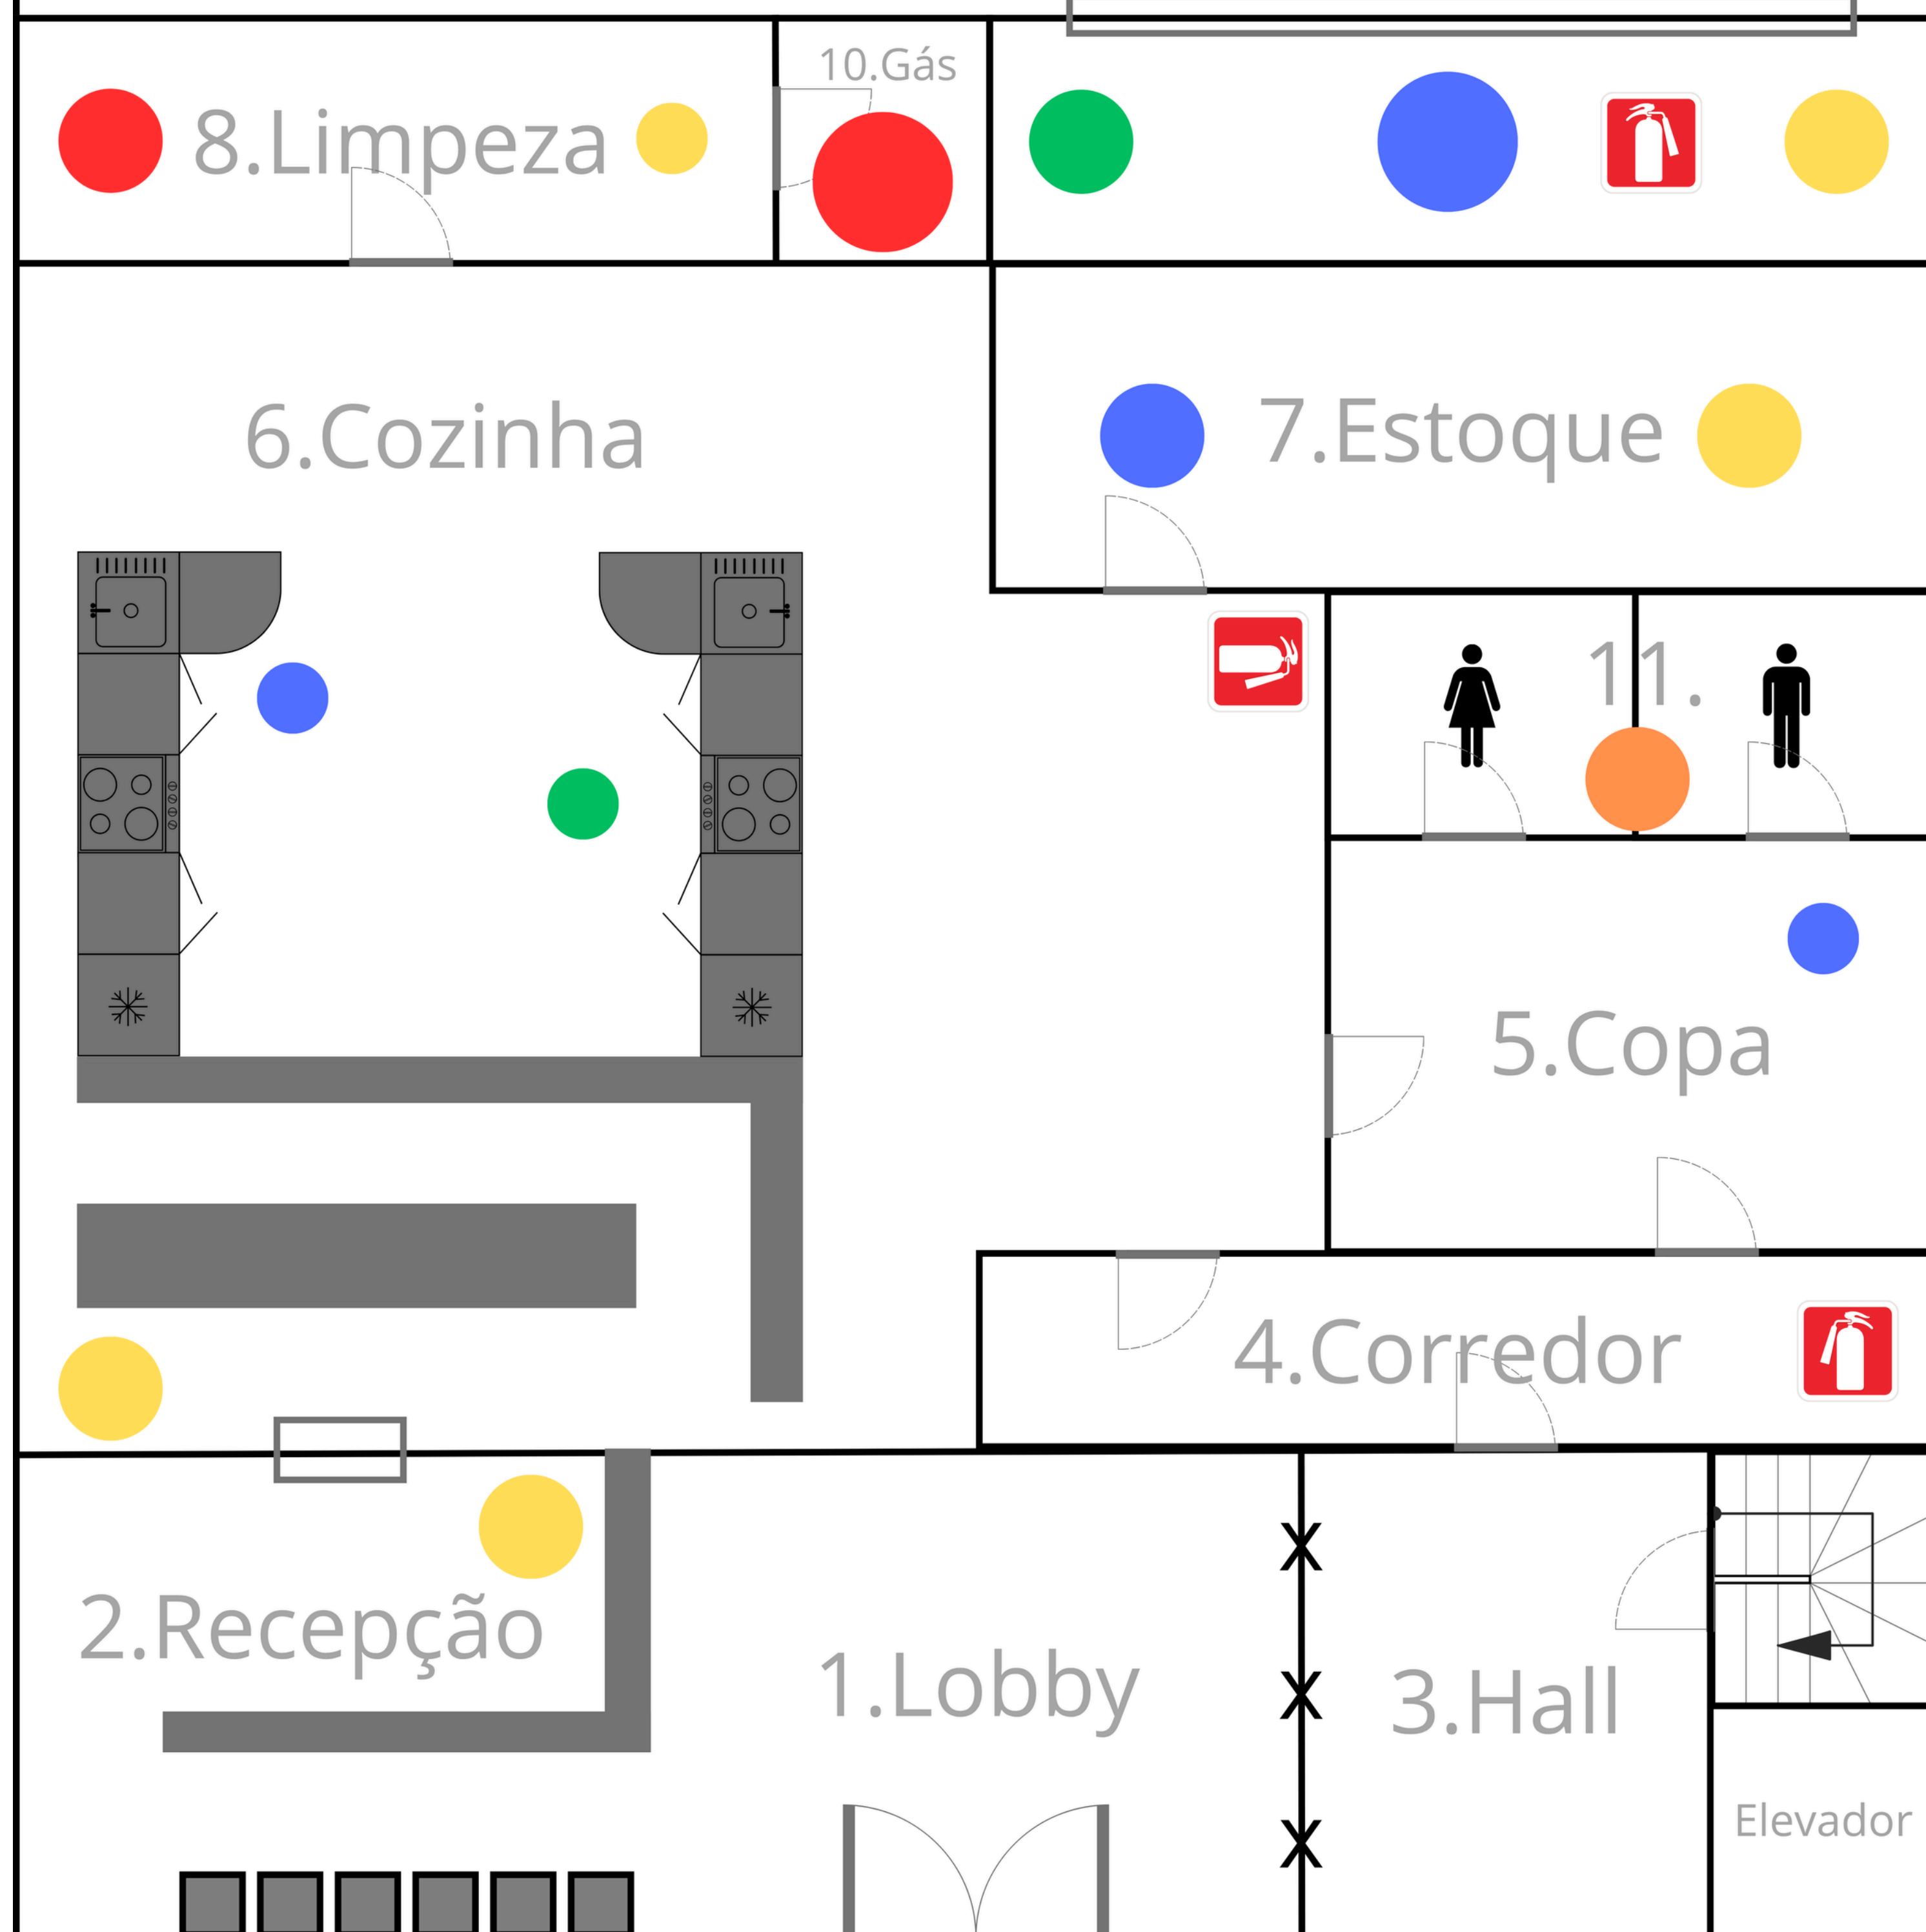 10.Gás
8.Limpeza
6.Cozinha
7.Estoque
11.
5.Copa
4.Corredor
2.Recepção
1.Lobby
3.Hall
X
X
X
Elevador